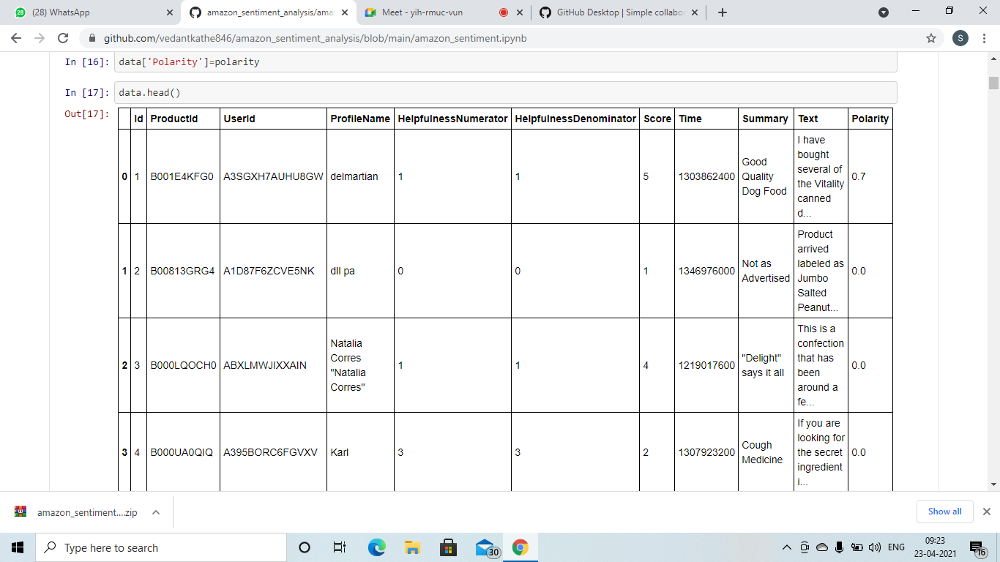 28 (28) WhatsApp
amazon_sentiment_analysis/ama
Meet - yih-rmuc-vun
GitHub Desktop | Simple collabo
github.com/vedantkathe846/amazon_sentiment_analysis/blob/main/amazon_sentiment.ipynb
S
In [16]: data['Polarity']=polarity
In [17]: data.head()
Out[17]:
Id ProductId UserId ProfileName HelpfulnessNumerator HelpfulnessDenominator Score Time Summary Text Polarity
0 1 B001E4KFG0 A3SGXH7AUHU8GW delmartian 1 1 5 1303862400
Good
Quality
Dog Food
I have
bought
several of
the Vitality
canned
d...
0.7
1 2 B00813GRG4 A1D87F6ZCVE5NK dll pa 0 0 1 1346976000
Not as
Advertised
Product
arrived
labeled as
Jumbo
Salted
Peanut...
0.0
2 3 B000LQOCH0 ABXLMWJIXXAIN
Natalia
Corres
"Natalia
Corres"
1 1 4 1219017600
"Delight"
says it all
This is a
confection
that has
been
around a
fe...
0.0
3 4 B000UA0QIQ A395BORC6FGVXV Karl 3 3 2 1307923200
Cough
Medicine
If you are
looking for
the secret
ingredient
i...
0.0
amazon_sentiment....zip
Show all
Type here to search
30
ENG
09:23
23-04-2021
16